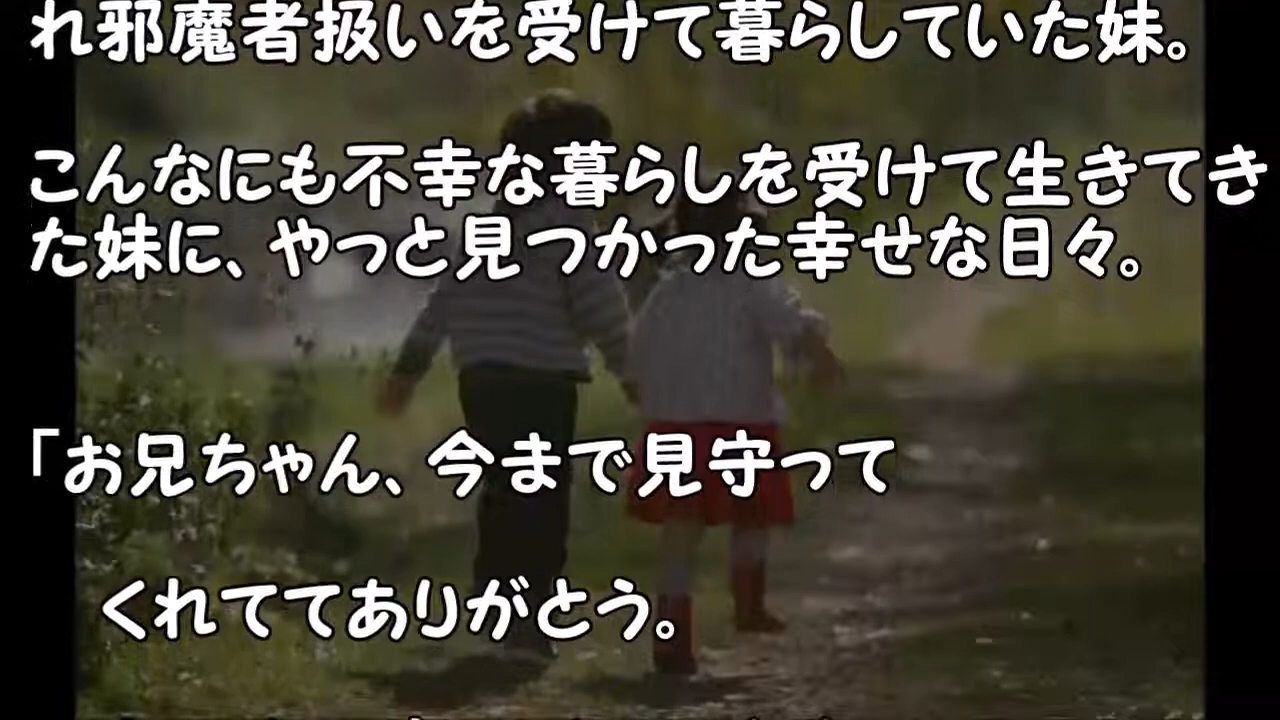 れ邪魔者扱いを受けて暮らしていた妹。
こんなにも不幸な暮らしを受けて生きてき
た妹に、やっと見つかった幸せな日々。
「お兄ちゃん、今まで見守って
くれててありがとう。